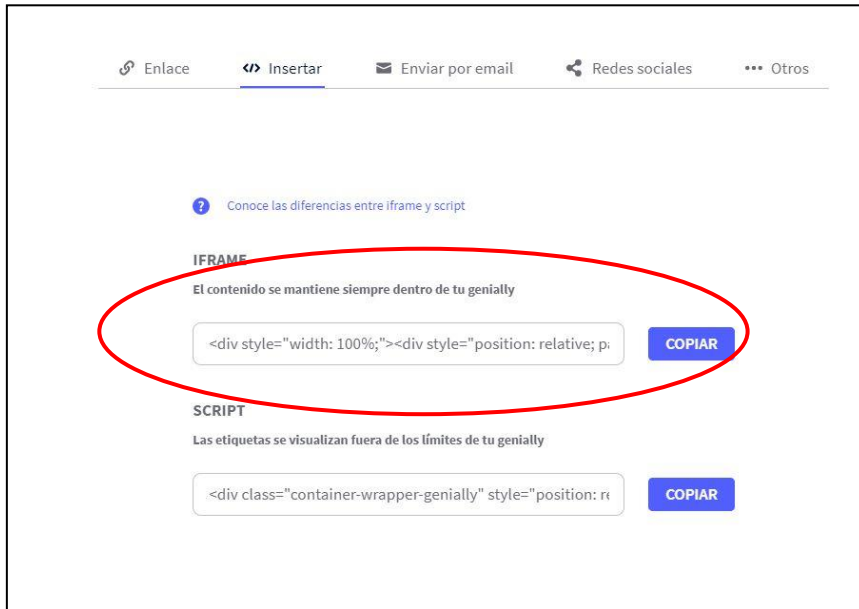 Enlace </> Insertar Enviar por email Redes sociales ••• Otros
? Conoce las diferencias entre iframe y script
IFRAME
El contenido se mantiene siempre dentro de tu genially
<div style="width: 100%;"><div style="position: relative; pa COPIAR
SCRIPT
Las etiquetas se visualizan fuera de los límites de tu genially
<div class="container-wrapper-genially" style="position: re COPIAR